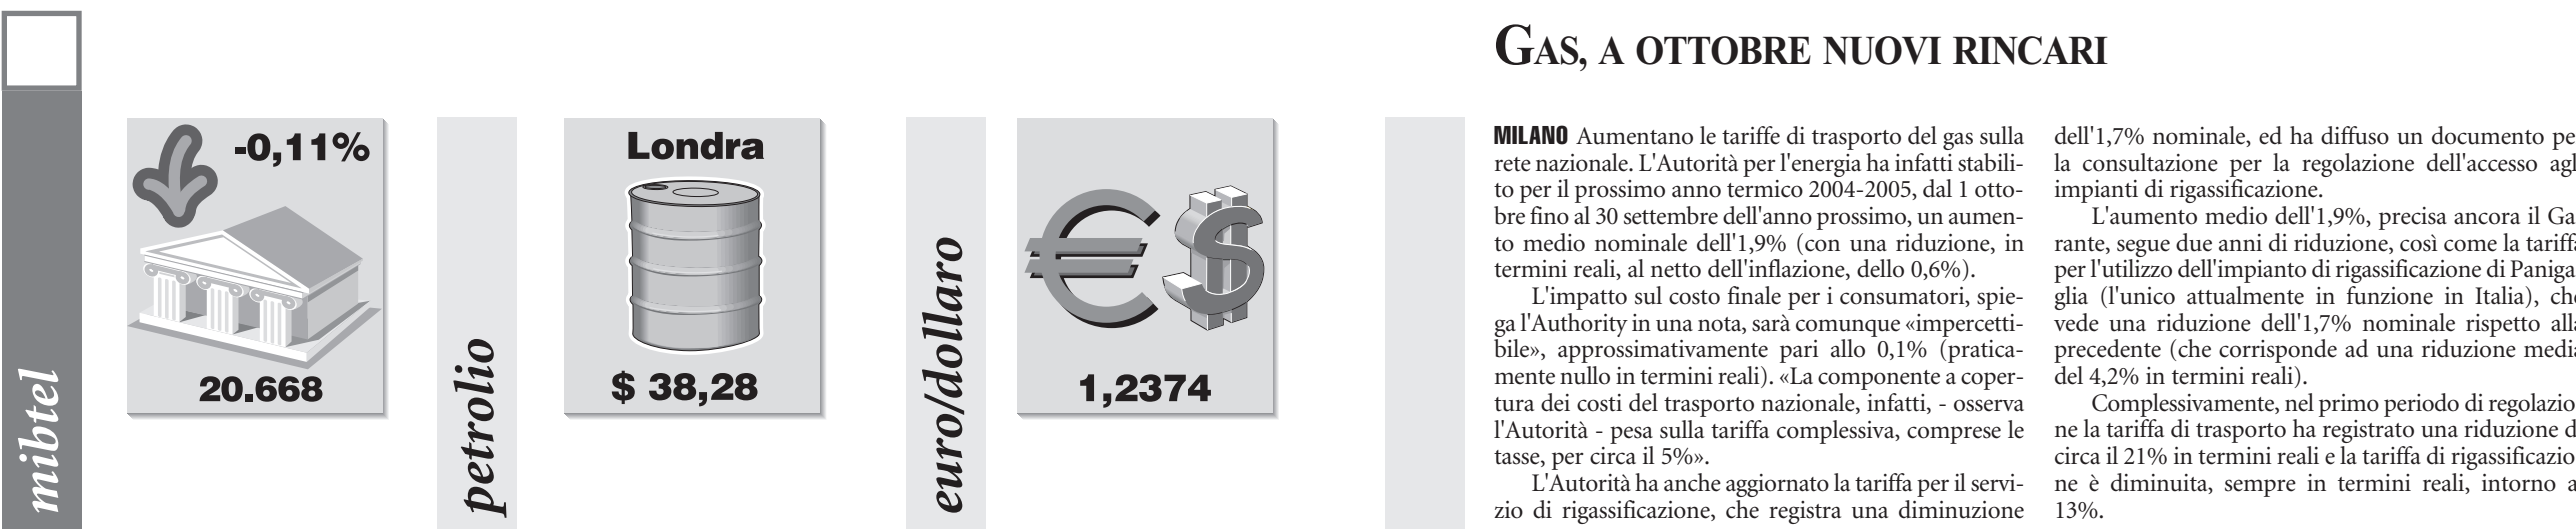 mibtel
-0,11%
20.668
petrolio
Londra
$ 38,28
euro/dollaro
1,2374
GAS, A OTTOBRE NUOVI RINCARI
MILANO Aumentano le tariffe di trasporto del gas sulla
rete nazionale. L'Autorità per l'energia ha infatti stabili-
to per il prossimo anno termico 2004-2005, dal 1 otto-
bre fino al 30 settembre dell'anno prossimo, un aumen-
to medio nominale dell'1,9% (con una riduzione, in
termini reali, al netto dell'inflazione, dello 0,6%).
L'impatto sul costo finale per i consumatori, spie-
ga l'Authority in una nota, sarà comunque «impercetti-
bile», approssimativamente pari allo 0,1% (pratica-
mente nullo in termini reali). «La componente a coper-
tura dei costi del trasporto nazionale, infatti, - osserva
l'Autorità - pesa sulla tariffa complessiva, comprese le
tasse, per circa il 5%».
L'Autorità ha anche aggiornato la tariffa per il servi-
zio di rigassificazione, che registra una diminuzione
dell'1,7% nominale, ed ha diffuso un documento pe
la consultazione per la regolazione dell'accesso agl
impianti di rigassificazione.
L'aumento medio dell'1,9%, precisa ancora il Ga
rante, segue due anni di riduzione, così come la tariffa
per l'utilizzo dell'impianto di rigassificazione di Paniga
glia (l'unico attualmente in funzione in Italia), che
vede una riduzione dell'1,7% nominale rispetto alla
precedente (che corrisponde ad una riduzione media
del 4,2% in termini reali).
Complessivamente, nel primo periodo di regolazio
ne la tariffa di trasporto ha registrato una riduzione d
circa il 21% in termini reali e la tariffa di rigassificazio
ne è diminuita, sempre in termini reali, intorno a
13%.